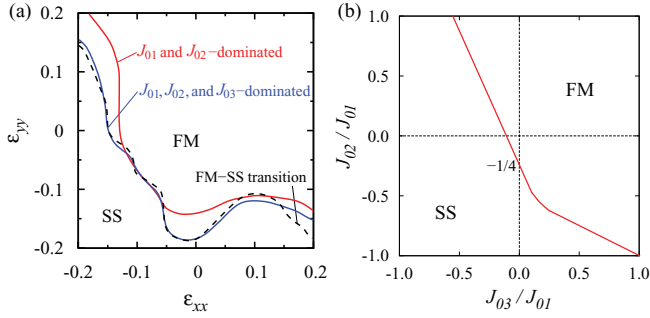 (a)
0.2
0.1
0
-0.1
-0.2
-0.2
-0.1
0
0.1
0.2
ε_yy
ε_xx
J_01 and J_02−dominated
J_01, J_02, and J_03−dominated
FM
FM−SS transition
SS
(b)
1.0
0.5
0.0
-0.5
-1.0
-1.0
-0.5
0.0
0.5
1.0
J_02 / J_01
J_03 / J_01
FM
−1/4
SS